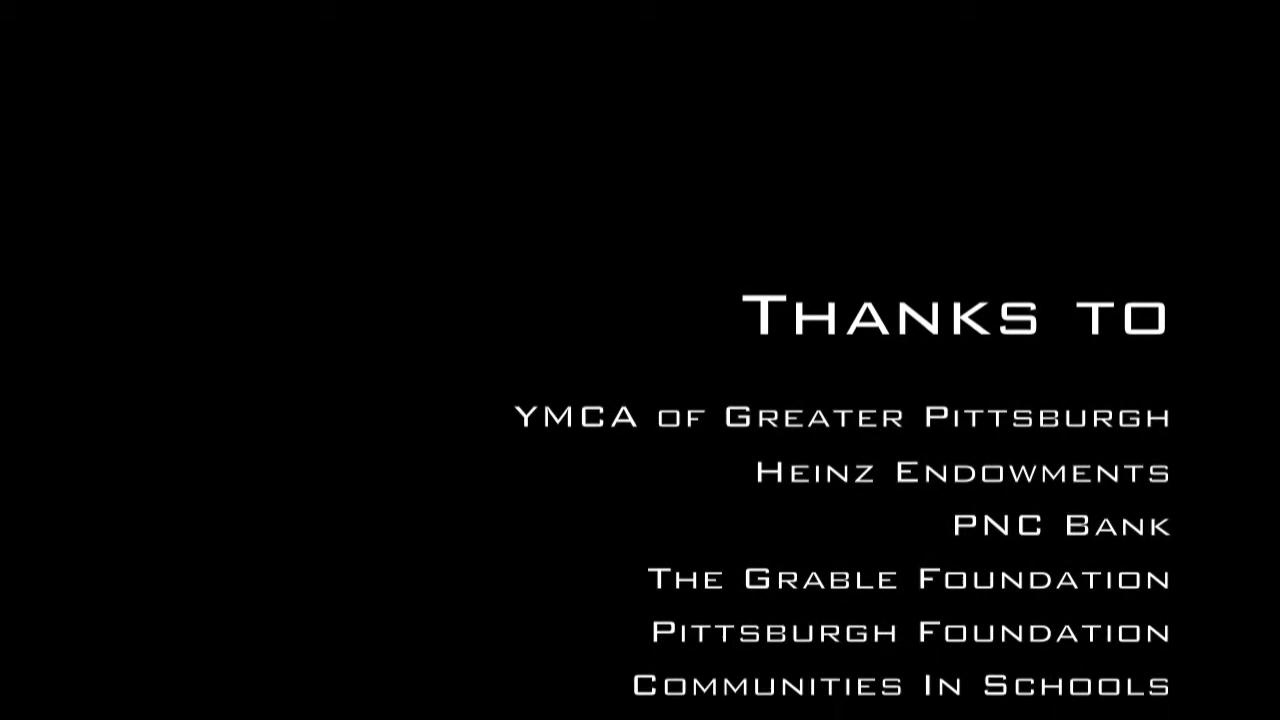 Thanks to
YMCA of Greater Pittsburgh
Heinz Endowments
PNC Bank
The Grable Foundation
Pittsburgh Foundation
Communities In Schools